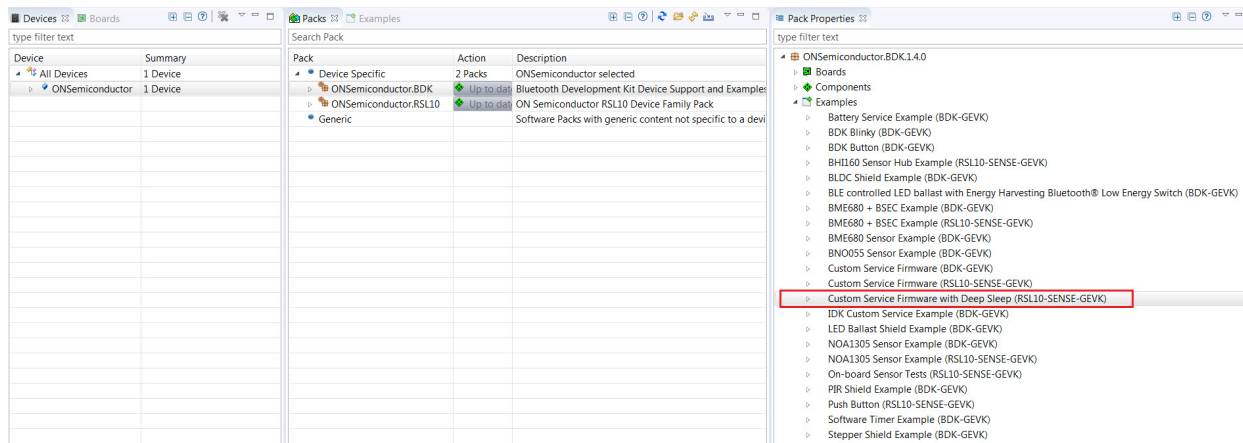 Devices
Boards
type filter text
Device Summary
All Devices 1 Device
ONSemiconductor 1 Device
Packs
Examples
Search Pack
Pack Action Description
Device Specific 2 Packs ONSemiconductor selected
ONSemiconductor.BDK Up to dat Bluetooth Development Kit Device Support and Examples
ONSemiconductor.RSL10 Up to dat ON Semiconductor RSL10 Device Family Pack
Generic Software Packs with generic content not specific to a devi
Pack Properties
type filter text
ONSemiconductor.BDK.1.4.0
Boards
Components
Examples
Battery Service Example (BDK-GEVK)
BDK Blinky (BDK-GEVK)
BDK Button (BDK-GEVK)
BHI160 Sensor Hub Example (RSL10-SENSE-GEVK)
BLDC Shield Example (BDK-GEVK)
BLE controlled LED ballast with Energy Harvesting Bluetooth® Low Energy Switch (BDK-GEVK)
BME680 + BSEC Example (BDK-GEVK)
BME680 + BSEC Example (RSL10-SENSE-GEVK)
BME680 Sensor Example (BDK-GEVK)
BNO055 Sensor Example (BDK-GEVK)
Custom Service Firmware (BDK-GEVK)
Custom Service Firmware (RSL10-SENSE-GEVK)
Custom Service Firmware with Deep Sleep (RSL10-SENSE-GEVK)
IDK Custom Service Example (BDK-GEVK)
LED Ballast Shield Example (BDK-GEVK)
NOA1305 Sensor Example (BDK-GEVK)
NOA1305 Sensor Example (RSL10-SENSE-GEVK)
On-board Sensor Tests (RSL10-SENSE-GEVK)
PIR Shield Example (BDK-GEVK)
Push Button (RSL10-SENSE-GEVK)
Software Timer Example (BDK-GEVK)
Stepper Shield Example (BDK-GEVK)